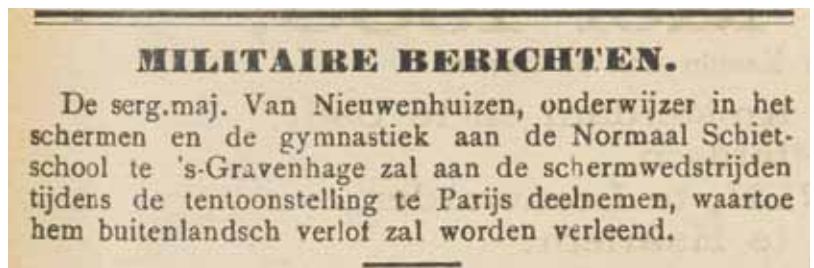 MILITAIRE BERICHTEN.
De serg.maj. Van Nieuwenhuizen, onderwijzer in het
schermen en de gymnastiek aan de Normaal Schiet-
school te 's-Gravenhage zal aan de schermwedstrijden
tijdens de tentoonstelling te Parijs deelnemen, waartoe
hem buitenlandsch verlof zal worden verleend.